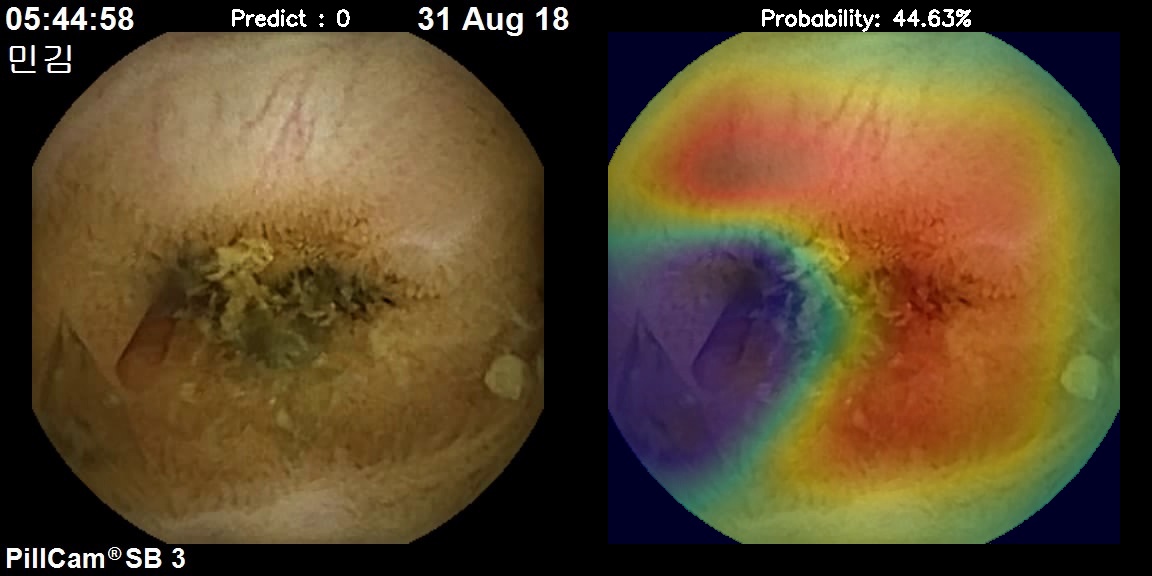 05:44:58
Predict : 0
31 Aug 18
Probability: 44.63%
민김
PillCam® SB 3